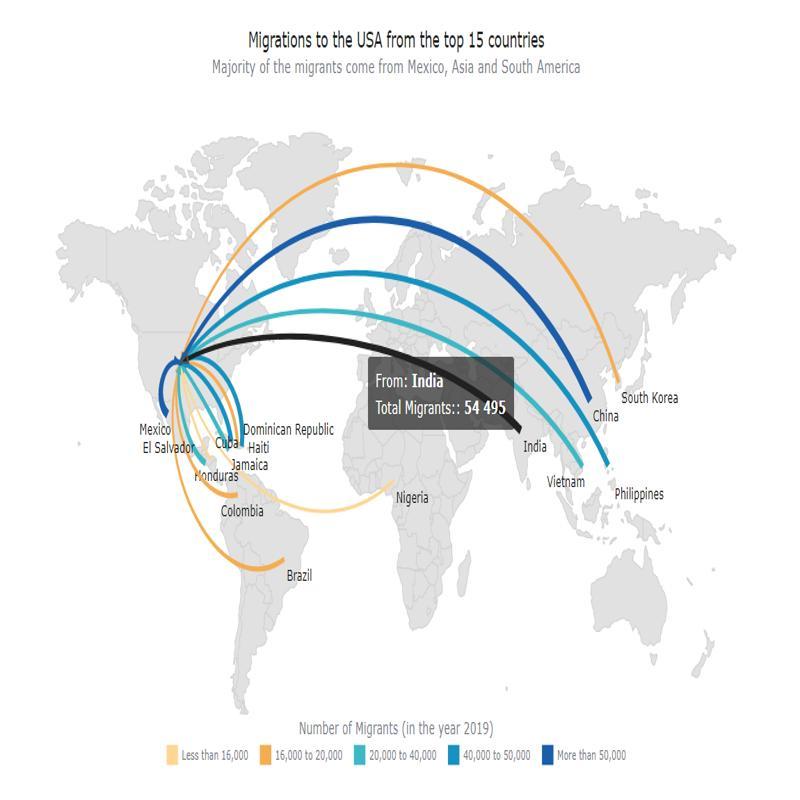 Migrations to the USA from the top 15 countries
Majority of the migrants come from Mexico, Asia and South America
From: India
Total Migrants:: 54 495
South Korea
China
Mexico
Dominican Republic
El Salvador
Cuba
Haiti
India
Jamaica
Honduras
Vietnam
Philippines
Nigeria
Colombia
Brazil
Number of Migrants (in the year 2019)
Less than 16,000
16,000 to 20,000
20,000 to 40,000
40,000 to 50,000
More than 50,000